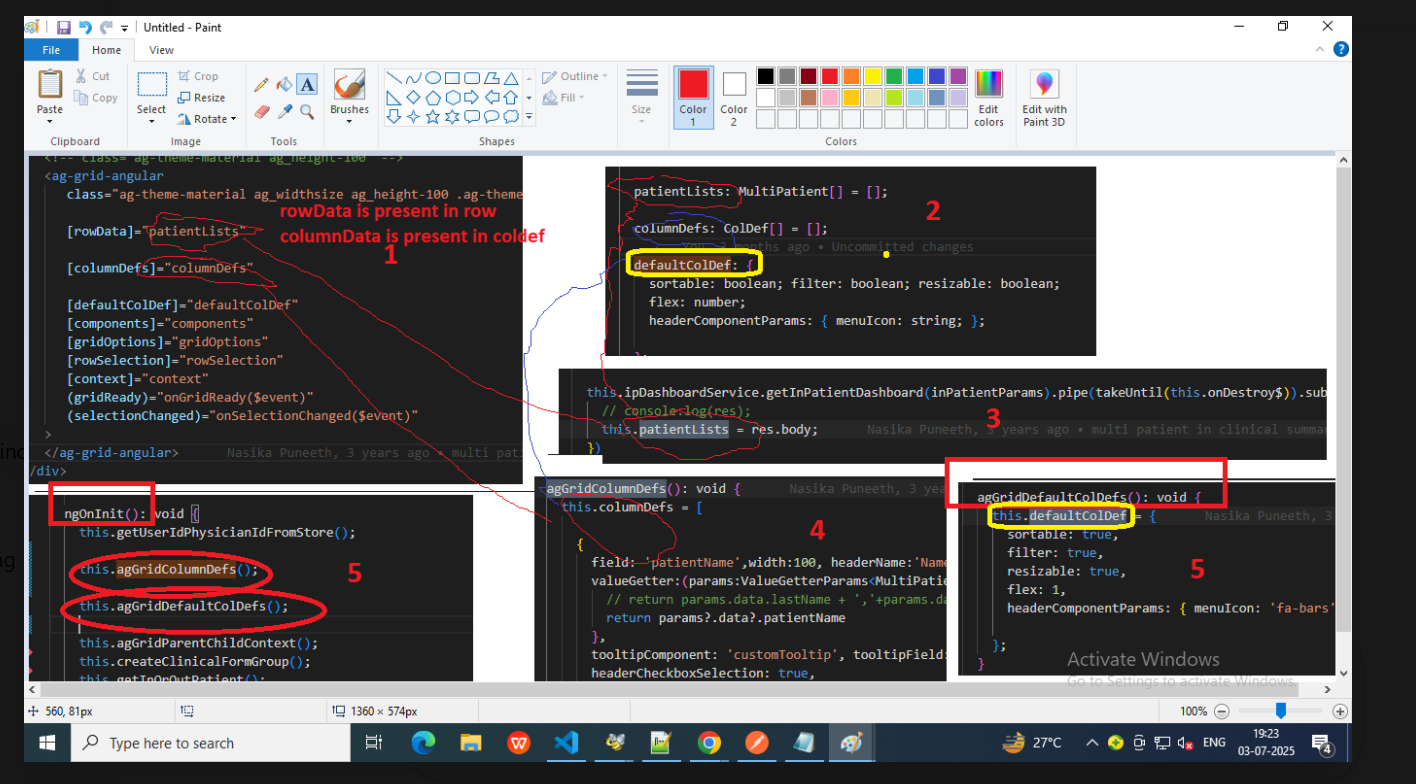 Untitled - Paint
File Home View
Paste
Cut
Copy
Clipboard
Select
Crop
Resize
Rotate
Image
Tools
Brushes
Shapes
Outline
Fill
Size
Color 1
Color 2
Colors
Edit colors
Edit with Paint 3D
<!-- class= ag-theme-material ag_height-100 -->
<ag-grid-angular
class="ag-theme-material ag_widthsize ag_height-100 .ag-theme
rowData is present in row
[rowData]="patientLists"
columnData is present in coldef
1
[columnDefs]="columnDefs"
[defaultColDef]="defaultColDef"
[components]="components"
[gridOptions]="gridOptions"
[rowSelection]="rowSelection"
[context]="context"
(gridReady)="onGridReady($event)"
(selectionChanged)="onSelectionChanged($event)"
>
</ag-grid-angular> Nasika Puneeth, 3 years ago • multi pati
/div>
patientLists: MultiPatient[] = [];
2
columnDefs: ColDef[] = [];
months ago • Uncommitted changes
defaultColDef: {
sortable: boolean; filter: boolean; resizable: boolean;
flex: number;
headerComponentParams: { menuIcon: string; };
this.ipDashboardService.getInPatientDashboard(inPatientParams).pipe(takeUntil(this.onDestroy$)).sub
// console.log(res);
3
this.patientLists = res.body; Nasika Puneeth, 3 years ago • multi patient in clinical summa
})
ngOnInit(): void {
this.getUserIdPhysicianIdFromStore();
this.agGridColumnDefs();
5
this.agGridDefaultColDefs();
this.agGridParentChildContext();
this.createClinicalFormGroup();
this.getInOrOutPatient();
agGridColumnDefs(): void { Nasika Puneeth, 3 yea
this.columnDefs = [
4
{
field: 'patientName',width:100, headerName:'Name
valueGetter:(params:ValueGetterParams<MultiPatie
// return params.data.lastName + ','+params.da
return params?.data?.patientName
},
tooltipComponent: 'customTooltip', tooltipField:
headerCheckboxSelection: true,
agGridDefaultColDefs(): void {
this.defaultColDef = { Nasika Puneeth, 3
sortable: true,
filter: true,
5
resizable: true,
flex: 1,
headerComponentParams: { menuIcon: 'fa-bars'
};
}
Activate Windows
Go to Settings to activate Windows.
560, 81px
1360 × 574px
100%
Type here to search
27°C
ENG
19:23
03-07-2025
4